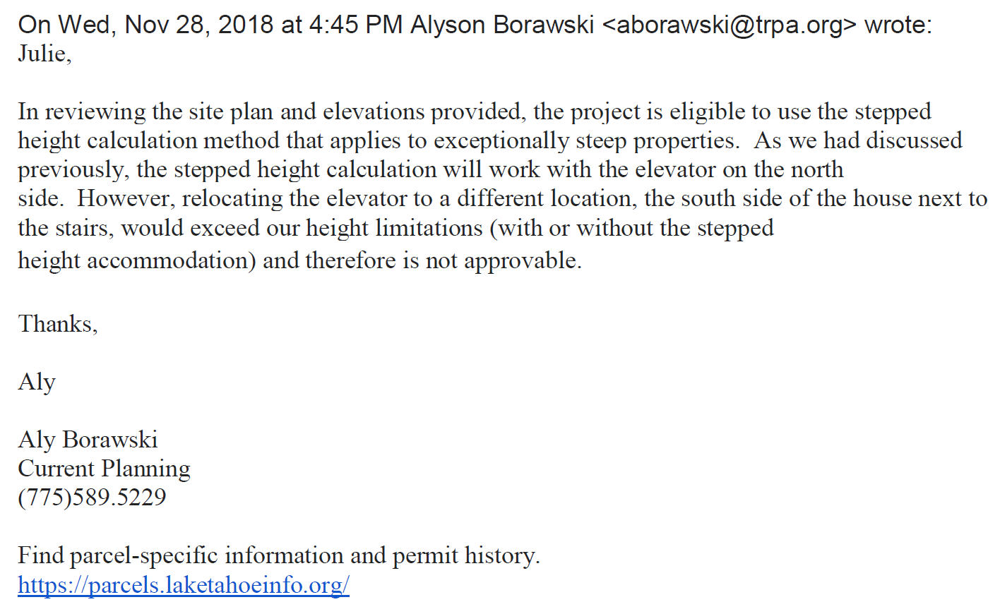 On Wed, Nov 28, 2018 at 4:45 PM Alyson Borawski <aborawski@trpa.org> wrote:
Julie,
In reviewing the site plan and elevations provided, the project is eligible to use the stepped
height calculation method that applies to exceptionally steep properties.  As we had discussed
previously, the stepped height calculation will work with the elevator on the north
side.  However, relocating the elevator to a different location, the south side of the house next to
the stairs, would exceed our height limitations (with or without the stepped
height accommodation) and therefore is not approvable.
Thanks,
Aly
Aly Borawski
Current Planning
(775)589.5229
Find parcel-specific information and permit history.
https://parcels.laketahoeinfo.org/